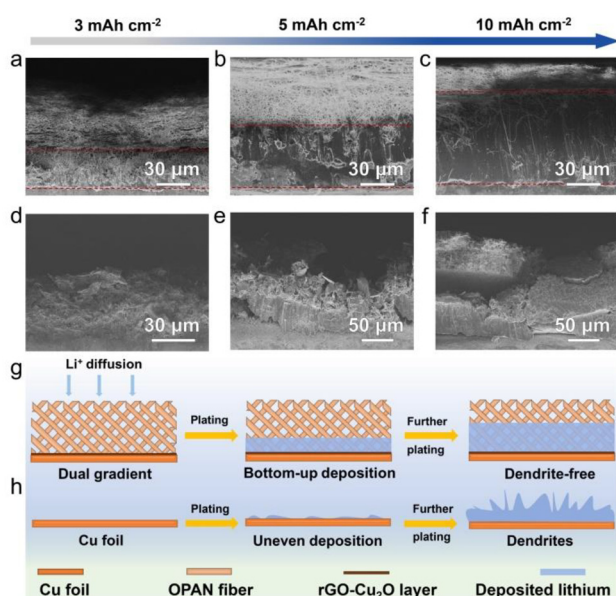 3 mAh cm-2 5 mAh cm-2 10 mAh cm-2
a b c
30 μm 30 μm 30 μm
d e f
30 μm 50 μm 50 μm
g Li⁺ diffusion
Plating Further
plating
Dual gradient Bottom-up deposition Dendrite-free
h
Plating Further
plating
Cu foil Uneven deposition Dendrites
Cu foil OPAN fiber rGO-Cu₂O layer Deposited lithium